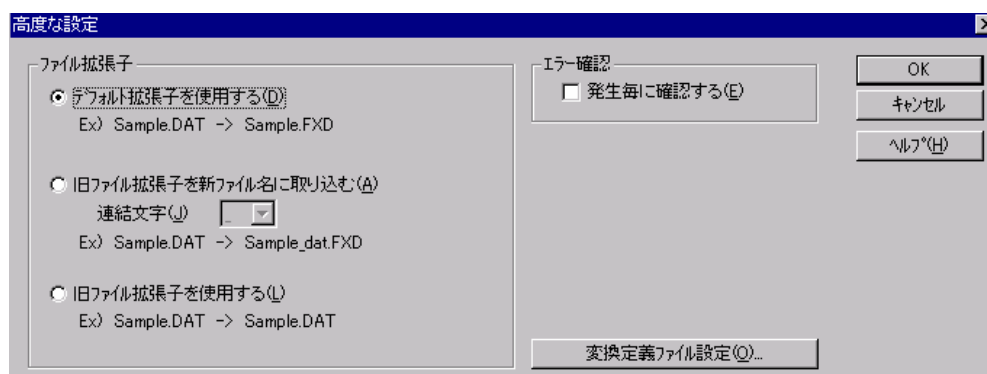 高度な設定
ファイル拡張子
デフォルト拡張子を使用する(D)
Ex) Sample.DAT -> Sample.FXD
旧ファイル拡張子を新ファイル名に取り込む(A)
連結文字(J) _
Ex) Sample.DAT -> Sample_dat.FXD
旧ファイル拡張子を使用する(L)
Ex) Sample.DAT -> Sample.DAT
エラー確認
発生毎に確認する(E)
変換定義ファイル設定(O)...
OK
キャンセル
ヘルプ(H)